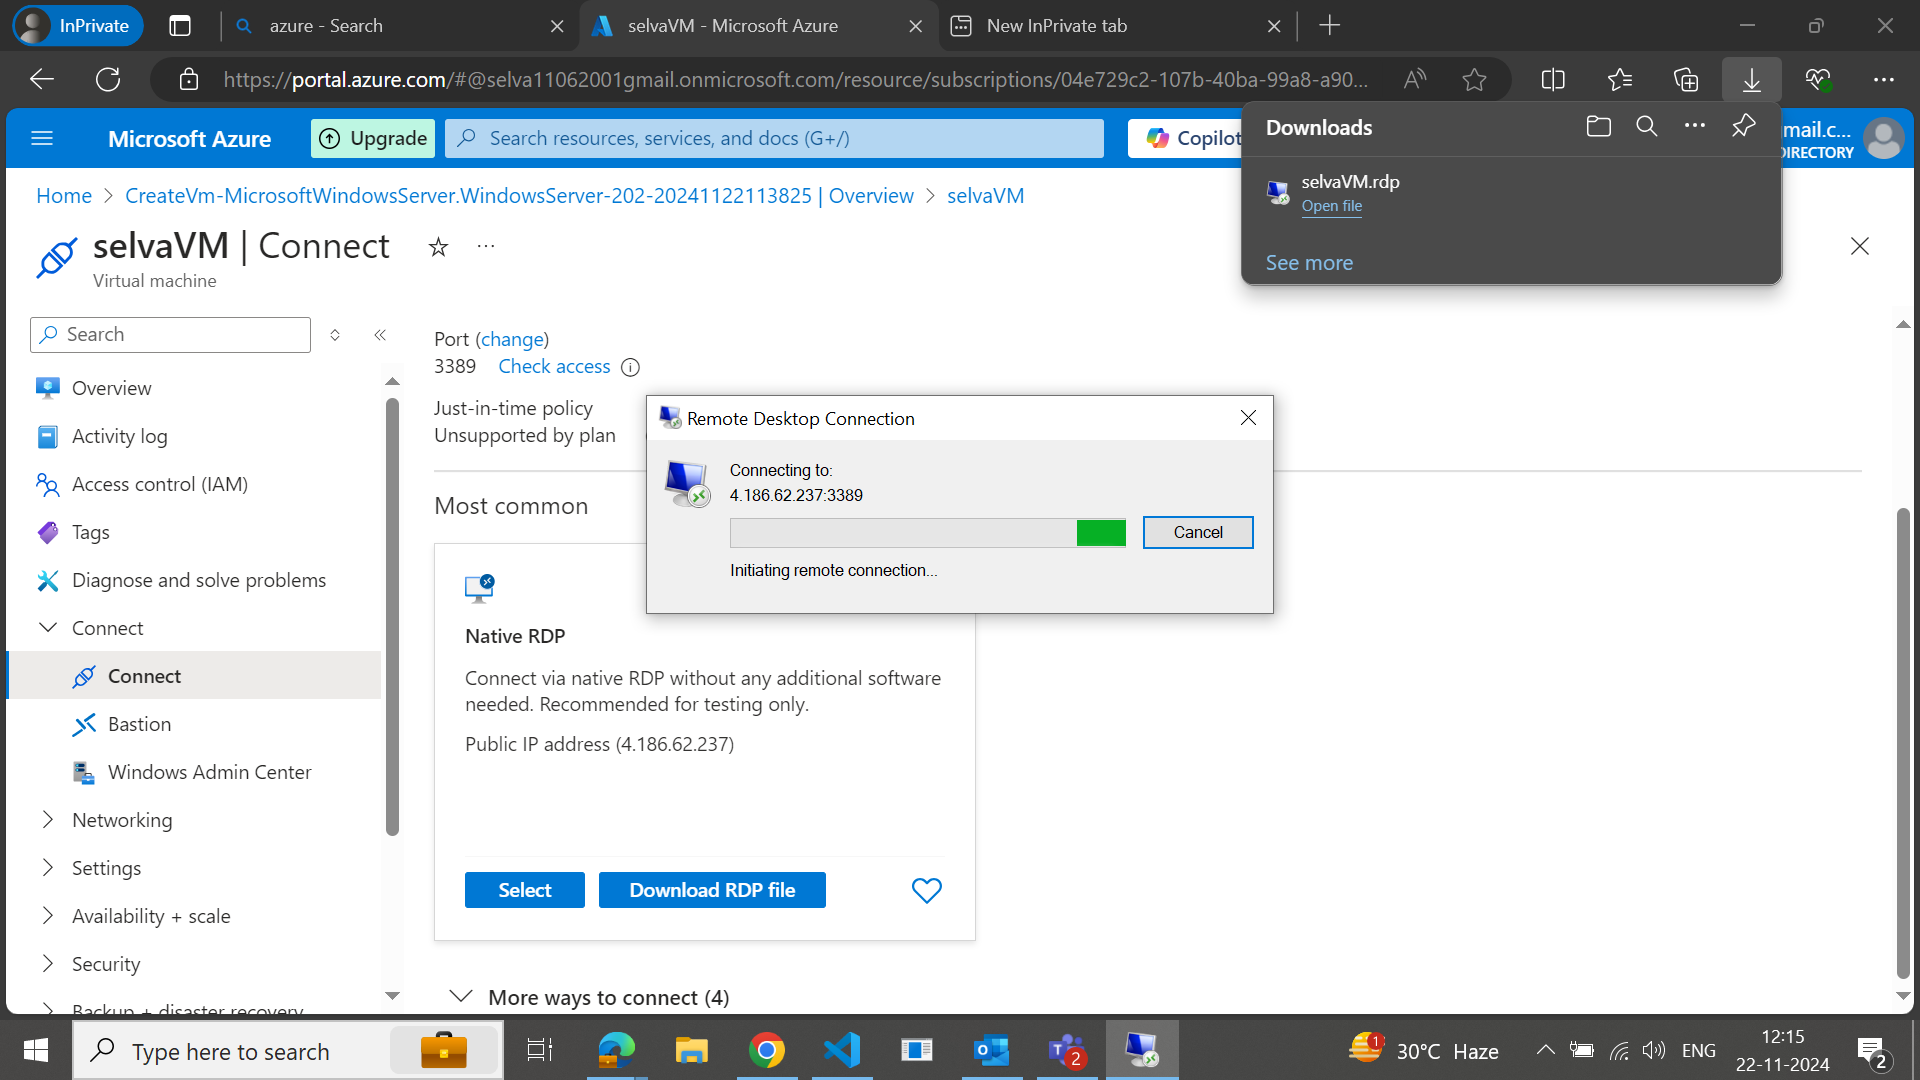 InPrivate
azure - Search
selvaVM - Microsoft Azure
New InPrivate tab
https://portal.azure.com/#@selva11062001gmail.onmicrosoft.com/resource/subscriptions/04e729c2-107b-40ba-99a8-a90...
Microsoft Azure
Upgrade
Search resources, services, and docs (G+/)
Copilot
mail.c...
DIRECTORY
Downloads
selvaVM.rdp
Open file
See more
Home > CreateVm-MicrosoftWindowsServer.WindowsServer-202-20241122113825 | Overview > selvaVM
selvaVM | Connect
Virtual machine
Search
Overview
Activity log
Access control (IAM)
Tags
Diagnose and solve problems
Connect
Connect
Bastion
Windows Admin Center
Networking
Settings
Availability + scale
Security
Backup + disaster recovery
Port (change)
3389 Check access
Just-in-time policy
Unsupported by plan
Most common
Native RDP
Connect via native RDP without any additional software
needed. Recommended for testing only.
Public IP address (4.186.62.237)
Select
Download RDP file
More ways to connect (4)
Remote Desktop Connection
Connecting to:
4.186.62.237:3389
Cancel
Initiating remote connection...
Type here to search
2
1
30°C Haze
ENG
12:15
22-11-2024
2